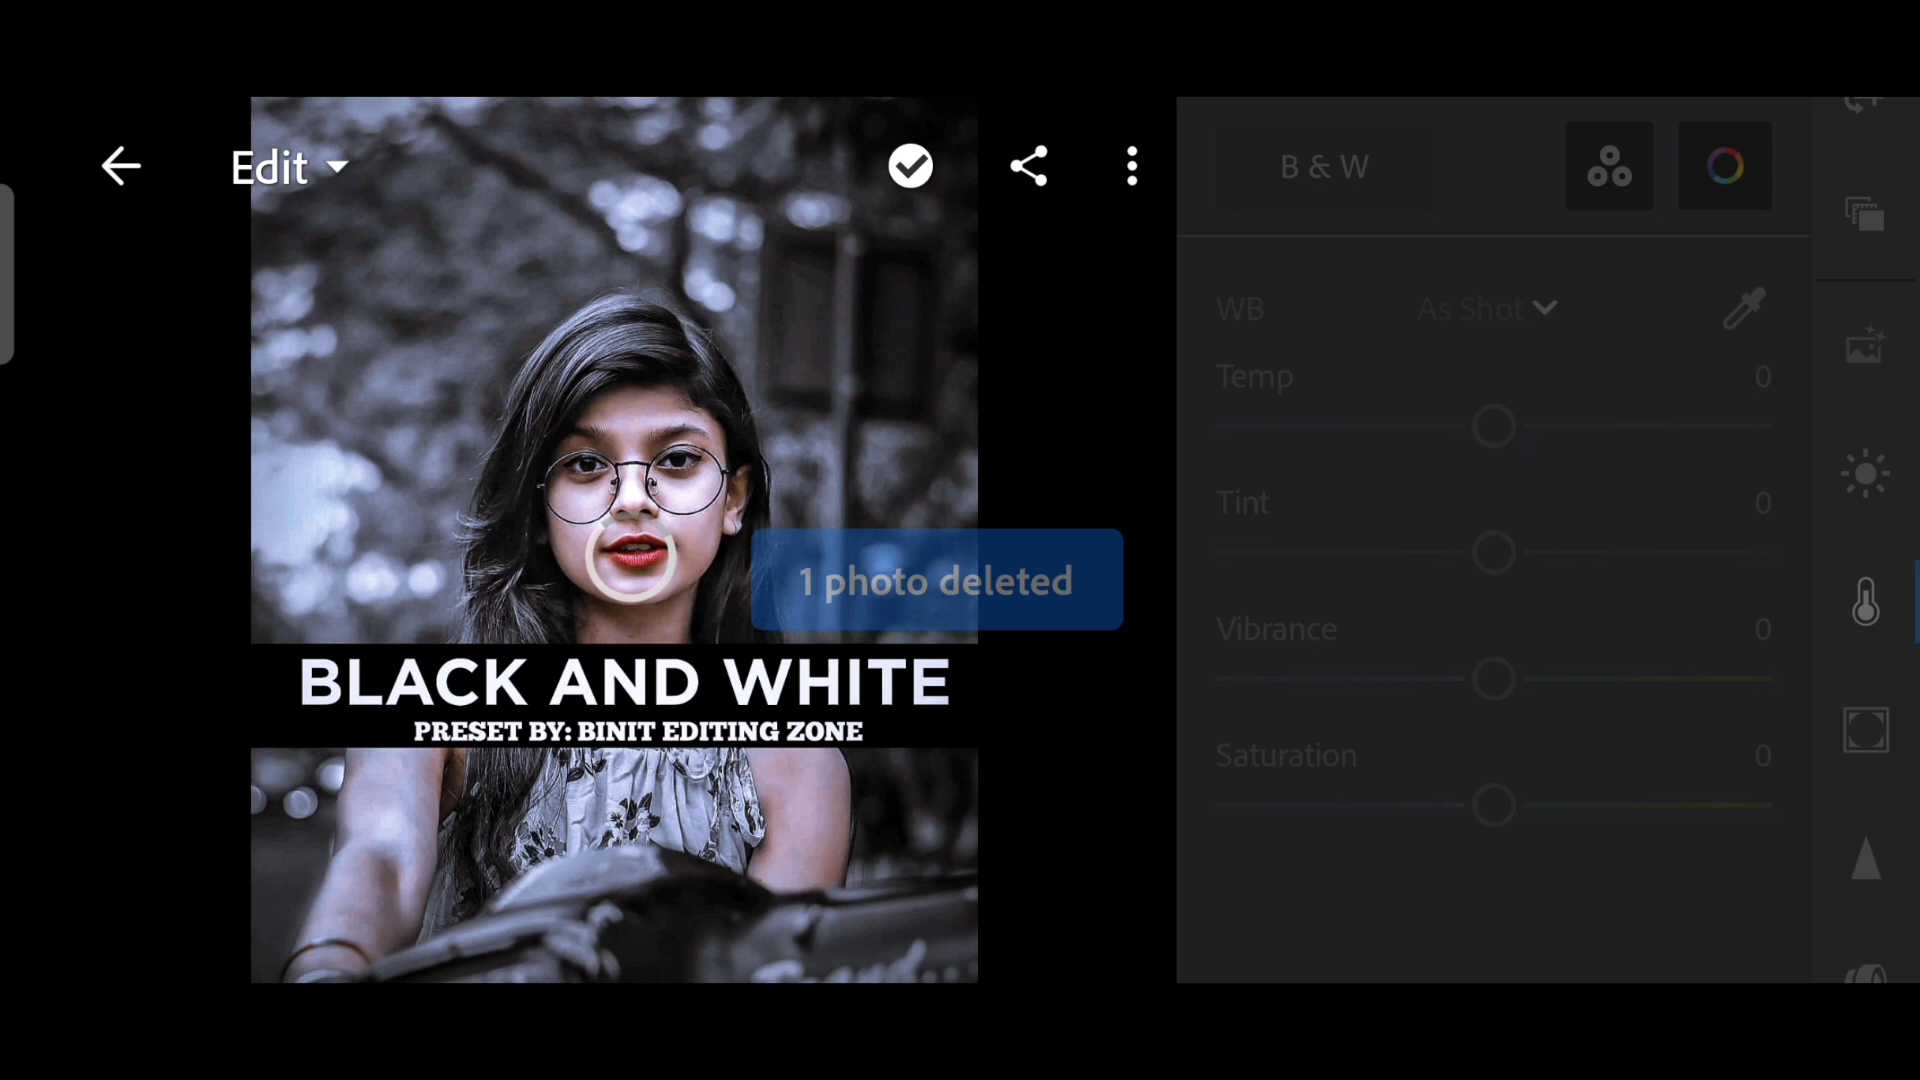 Edit
B & W
WB As Shot
Temp 0
Tint 0
1 photo deleted
Vibrance 0
BLACK AND WHITE
PRESET BY: BINIT EDITING ZONE
Saturation 0